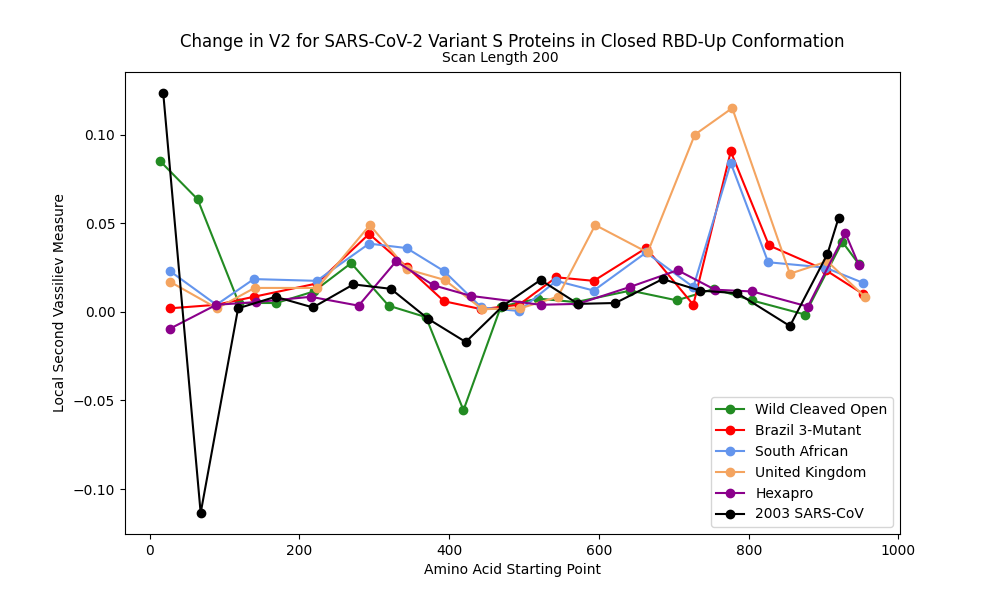 Change in V2 for SARS-CoV-2 Variant S Proteins in Closed RBD-Up Conformation
Scan Length 200
Local Second Vassiliev Measure
0.10
0.05
0.00
−0.05
−0.10
Wild Cleaved Open
Brazil 3-Mutant
South African
United Kingdom
Hexapro
2003 SARS-CoV
0 200 400 600 800 1000
Amino Acid Starting Point